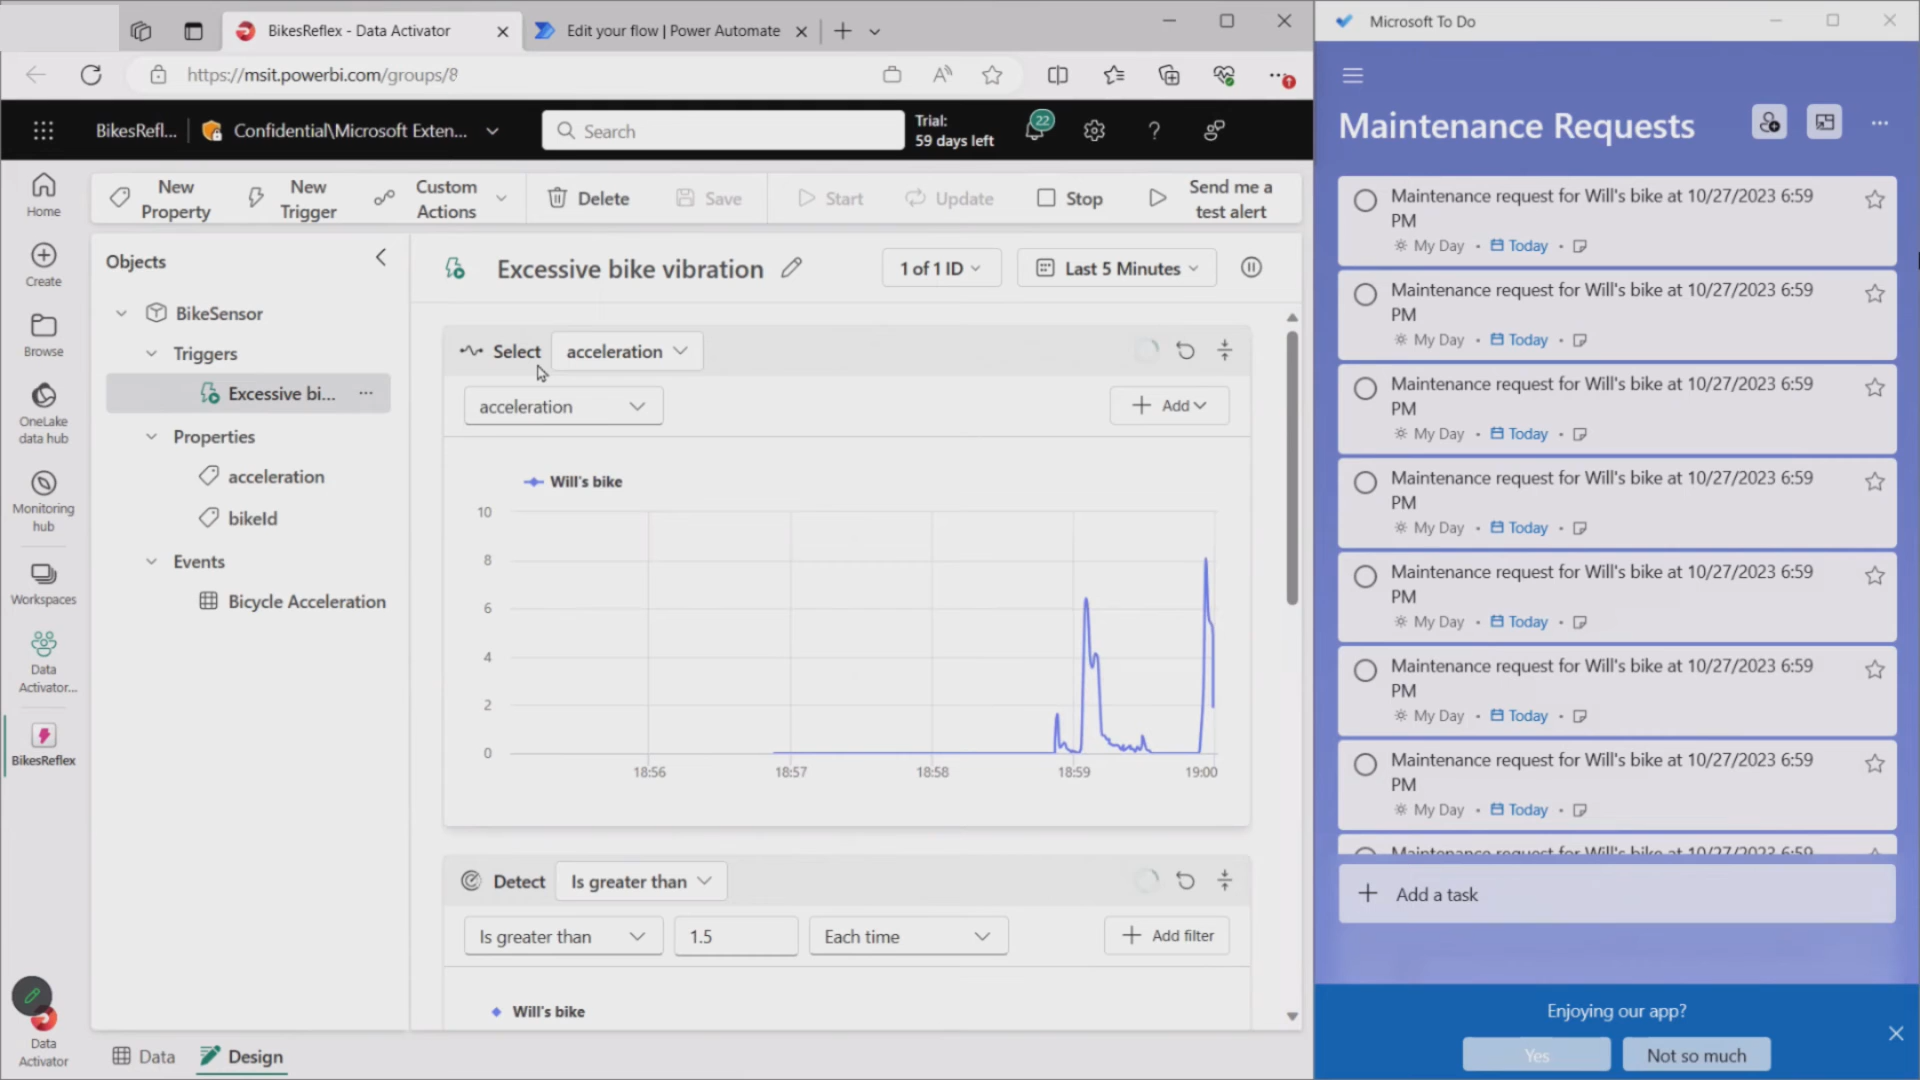 BikesReflex - Data Activator
Edit your flow | Power Automate
https://msit.powerbi.com/groups/8
BikesRefl...
Confidential\Microsoft Exten...
Search
Trial:
59 days left
22
Home
Create
Browse
OneLake
data hub
Monitoring
hub
Workspaces
Data
Activator...
BikesReflex
Data
Activator
New
Property
New
Trigger
Custom
Actions
Delete
Save
Start
Update
Stop
Send me a
test alert
Objects
BikeSensor
Triggers
Excessive bi...
Properties
acceleration
bikeId
Events
Bicycle Acceleration
Excessive bike vibration
1 of 1 ID
Last 5 Minutes
Select
acceleration
acceleration
Add
Will's bike
10
8
6
4
2
0
18:56
18:57
18:58
18:59
19:00
Detect
Is greater than
Is greater than
1.5
Each time
Add filter
Will's bike
Data
Design
Microsoft To Do
Maintenance Requests
Maintenance request for Will's bike at 10/27/2023 6:59
PM
My Day • Today •
Maintenance request for Will's bike at 10/27/2023 6:59
PM
My Day • Today •
Maintenance request for Will's bike at 10/27/2023 6:59
PM
My Day • Today •
Maintenance request for Will's bike at 10/27/2023 6:59
PM
My Day • Today •
Maintenance request for Will's bike at 10/27/2023 6:59
PM
My Day • Today •
Maintenance request for Will's bike at 10/27/2023 6:59
PM
My Day • Today •
Maintenance request for Will's bike at 10/27/2023 6:59
PM
My Day • Today •
Maintenance request for Will's bike at 10/27/2023 6:59
Add a task
Enjoying our app?
Yes
Not so much